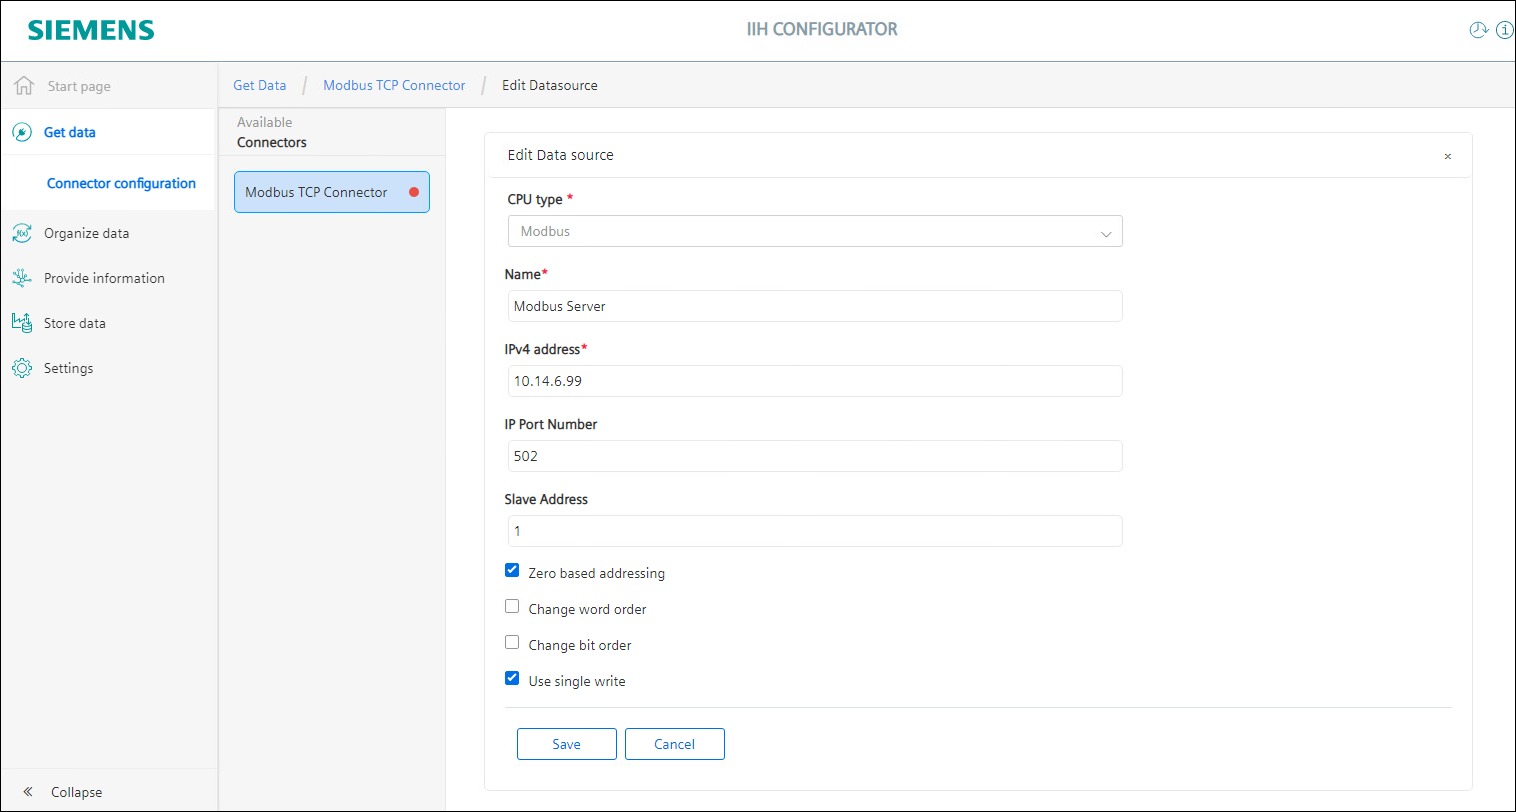 SIEMENS
IIH CONFIGURATOR
Start page
Get data
Connector configuration
Organize data
Provide information
Store data
Settings
Collapse
Get Data / Modbus TCP Connector / Edit Datasource
Available
Connectors
Modbus TCP Connector
Edit Data source
CPU type *
Modbus
Name*
Modbus Server
IPv4 address*
10.14.6.99
IP Port Number
502
Slave Address
1
Zero based addressing
Change word order
Change bit order
Use single write
Save
Cancel